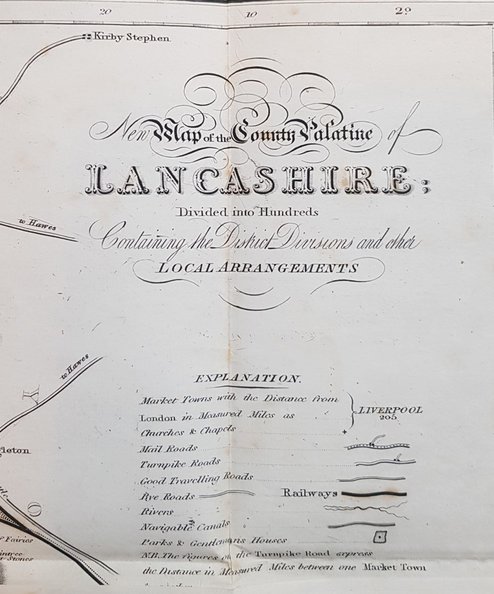 20 10 20
Kirby Stephen
New Map of the County Palatine of
LANCASHIRE;
Divided into Hundreds
to Hawes
Containing the District Divisions and other
LOCAL ARRANGEMENTS
to Hawes
EXPLANATION.
Market Towns with the Distance from
London in Measured Miles as LIVERPOOL 205
Churches & Chapels
Mail Roads
Turnpike Roads
Good Travelling Roads
Bye Roads Railways
Rivers
Navigable Canals
Parks & Gentlemans Houses
N.B. The figures on the Turnpike Road express
the Distance in Measured Miles between one Market Town
Y
O
Fairies
Stones